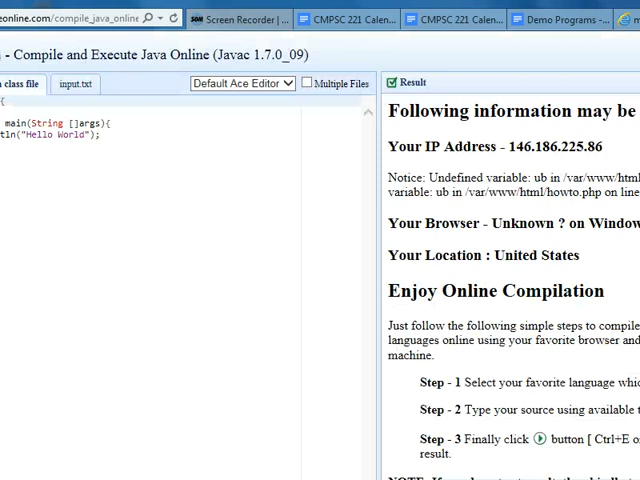 eonline.com/compile_java_online
Screen Recorder | ...
CMPSC 221 Calen...
CMPSC 221 Calen...
Demo Programs - ...
- Compile and Execute Java Online (Javac 1.7.0_09)
class file
input.txt
Default Ace Editor
Multiple Files
Result
{
main(String []args){
ltln("Hello World");
Following information may be
Your IP Address - 146.186.225.86
Notice: Undefined variable: ub in /var/www/html
variable: ub in /var/www/html/howto.php on line
Your Browser - Unknown ? on Window
Your Location : United States
Enjoy Online Compilation
Just follow the following simple steps to compile
languages online using your favorite browser and
machine.
Step - 1 Select your favorite language whic
Step - 2 Type your source using available t
Step - 3 Finally click button [ Ctrl+E o
result.